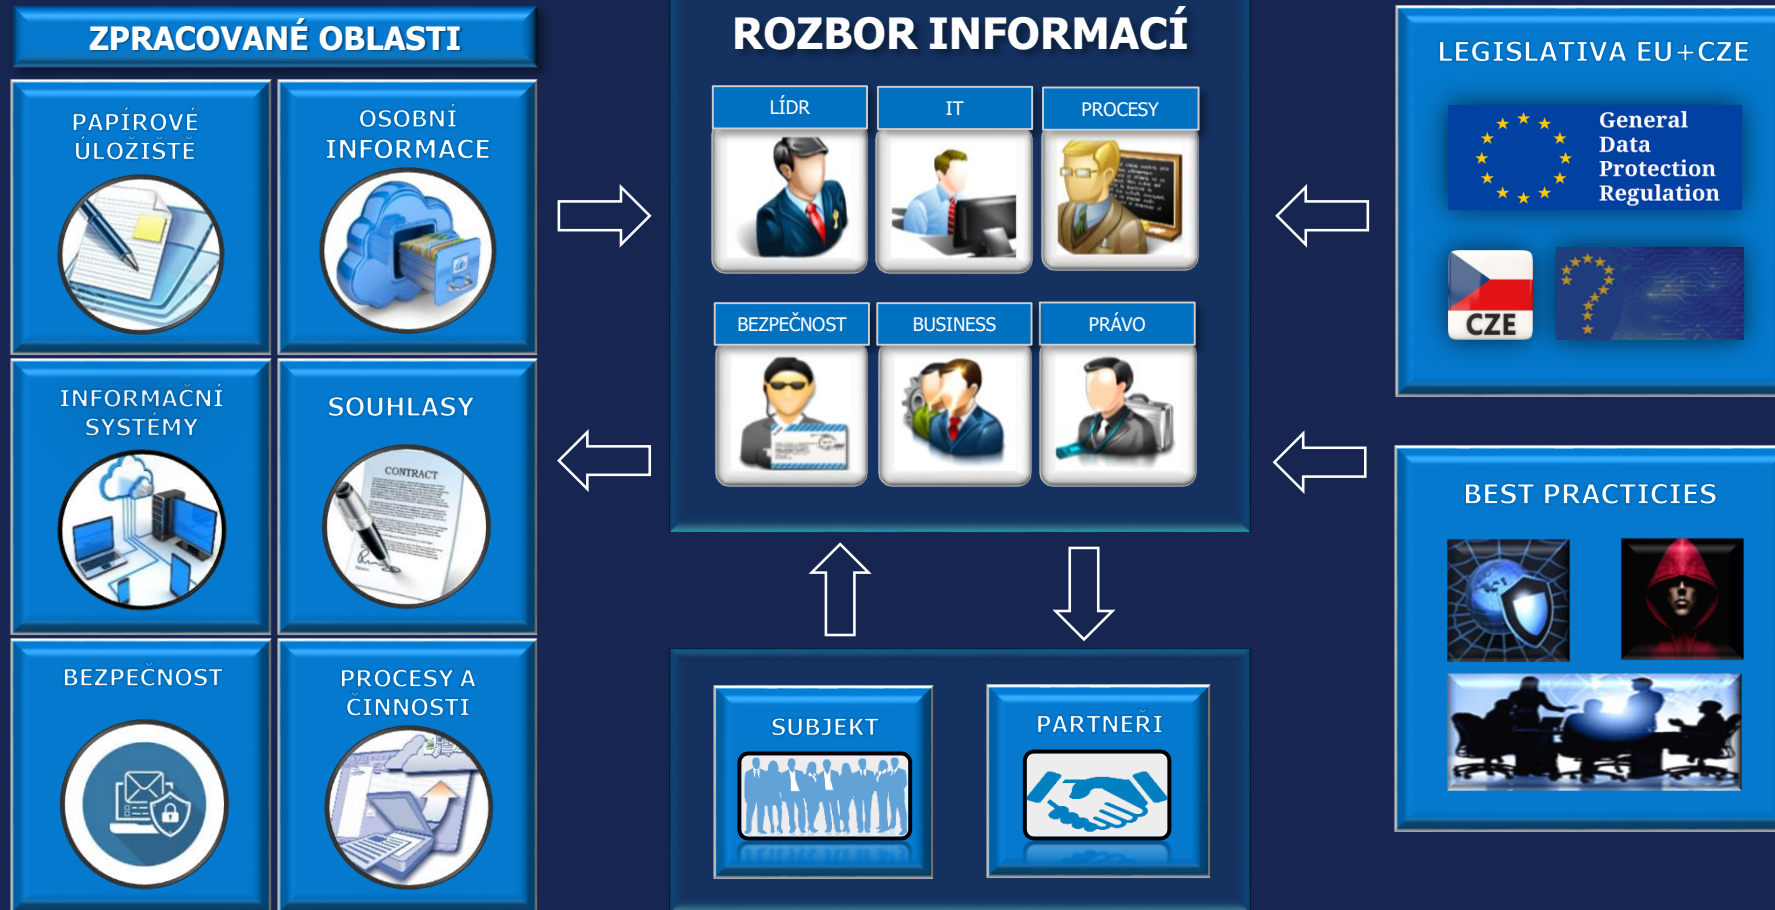 ZPRACOVANÉ OBLASTI
PAPÍROVÉ
ÚLOŽIŠTĚ
OSOBNÍ
INFORMACE
INFORMAČNÍ
SYSTÉMY
SOUHLASY
CONTRACT
BEZPEČNOST
PROCESY A
ČINNOSTI
ROZBOR INFORMACÍ
LÍDR
IT
PROCESY
BEZPEČNOST
BUSINESS
PRÁVO
SUBJEKT
PARTNEŘI
LEGISLATIVA EU+CZE
General
Data
Protection
Regulation
CZE
BEST PRACTICIES